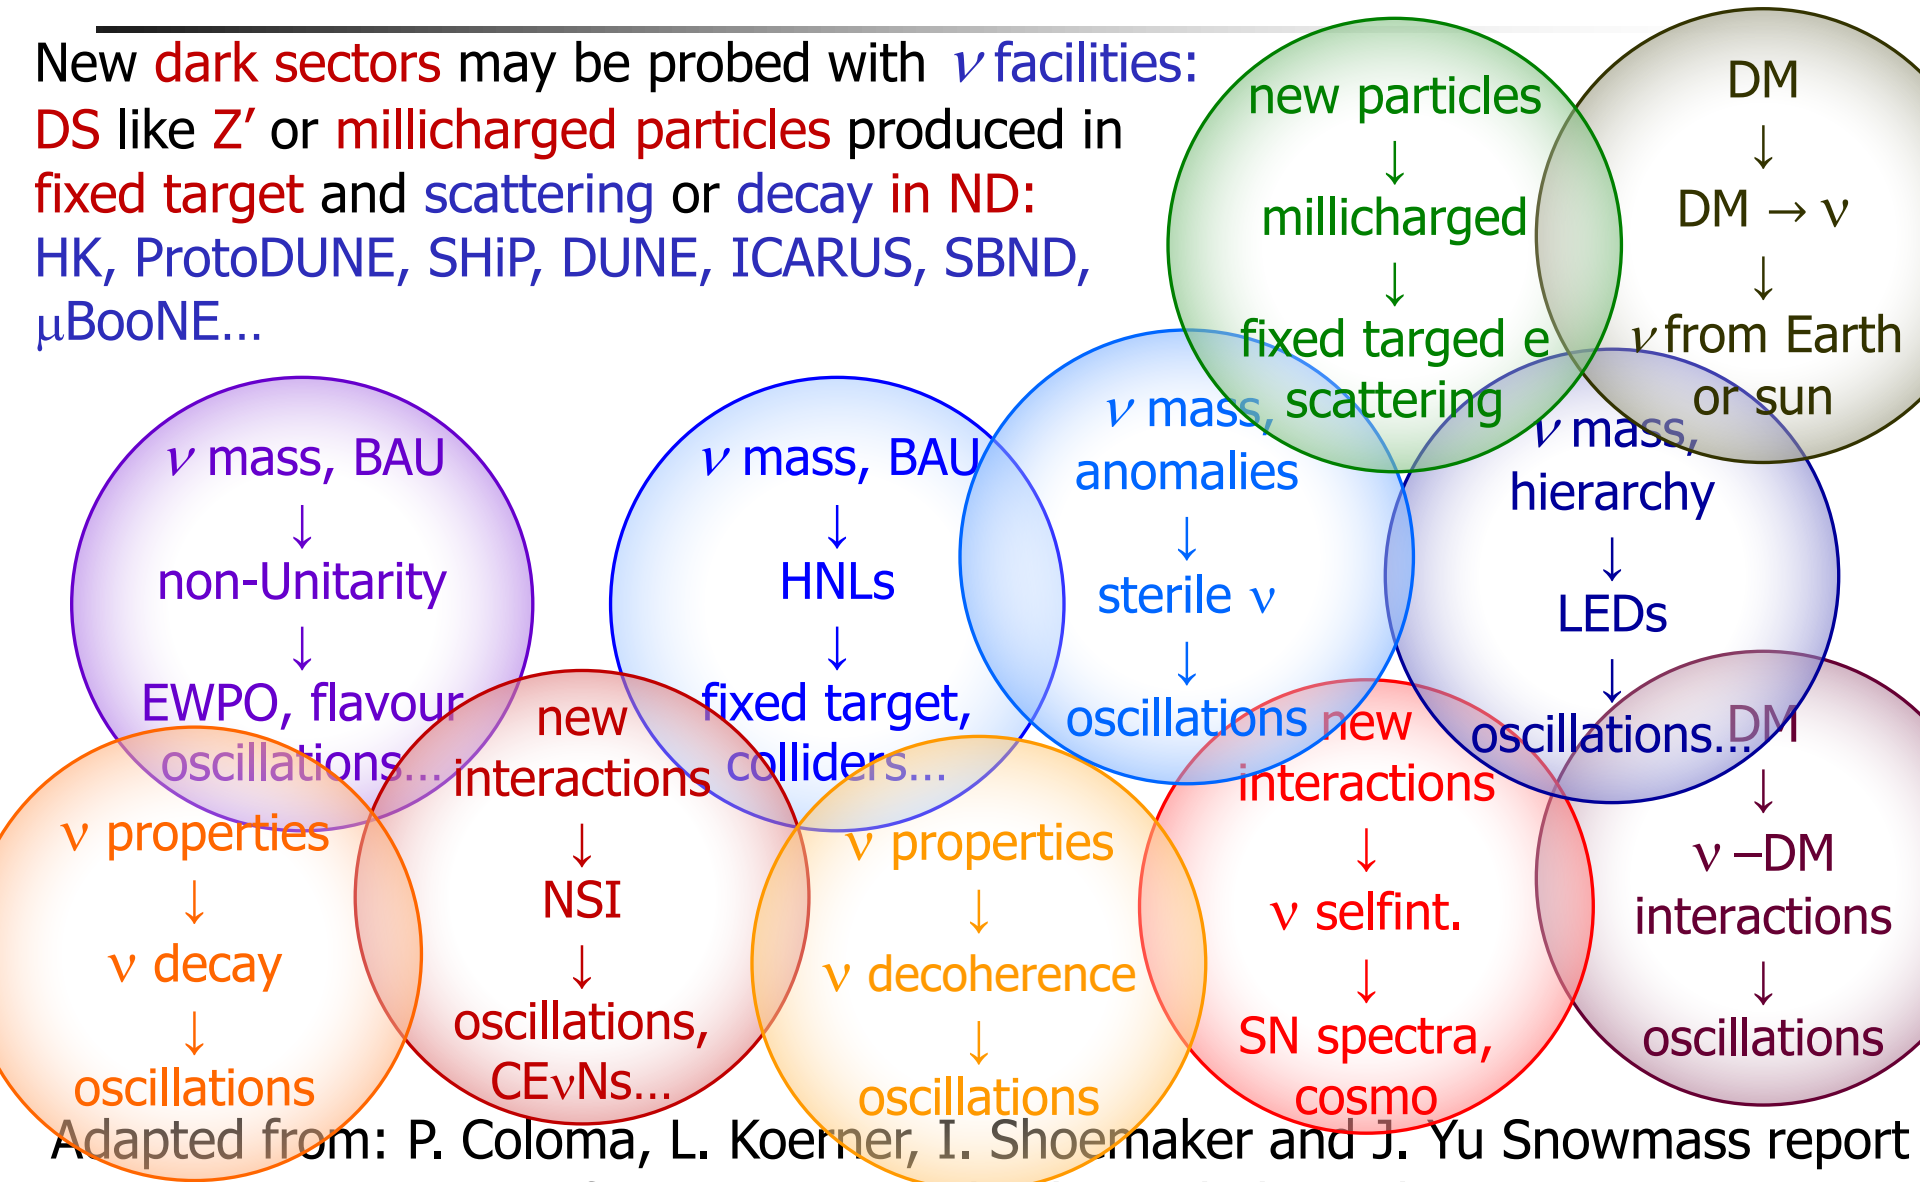 New dark sectors may be probed with ν facilities:
DS like Z’ or millicharged particles produced in
fixed target and scattering or decay in ND:
HK, ProtoDUNE, SHiP, DUNE, ICARUS, SBND,
μBooNE…
new particles
↓
millicharged
↓
fixed targed e
scattering
DM
↓
DM → ν
↓
ν from Earth
or sun
ν mass, BAU
↓
non-Unitarity
↓
EWPO, flavour
oscillations…
ν mass, BAU
↓
HNLs
↓
fixed target,
colliders…
ν mass,
anomalies
↓
sterile ν
↓
oscillations
ν mass,
hierarchy
↓
LEDs
↓
oscillations…
ν properties
↓
ν decay
↓
oscillations
new
interactions
↓
NSI
↓
oscillations,
CEνNs…
ν properties
↓
ν decoherence
↓
oscillations
new
interactions
↓
ν selfint.
↓
SN spectra,
cosmo
DM
↓
ν –DM
interactions
↓
oscillations
Adapted from: P. Coloma, L. Koerner, I. Shoemaker and J. Yu Snowmass report